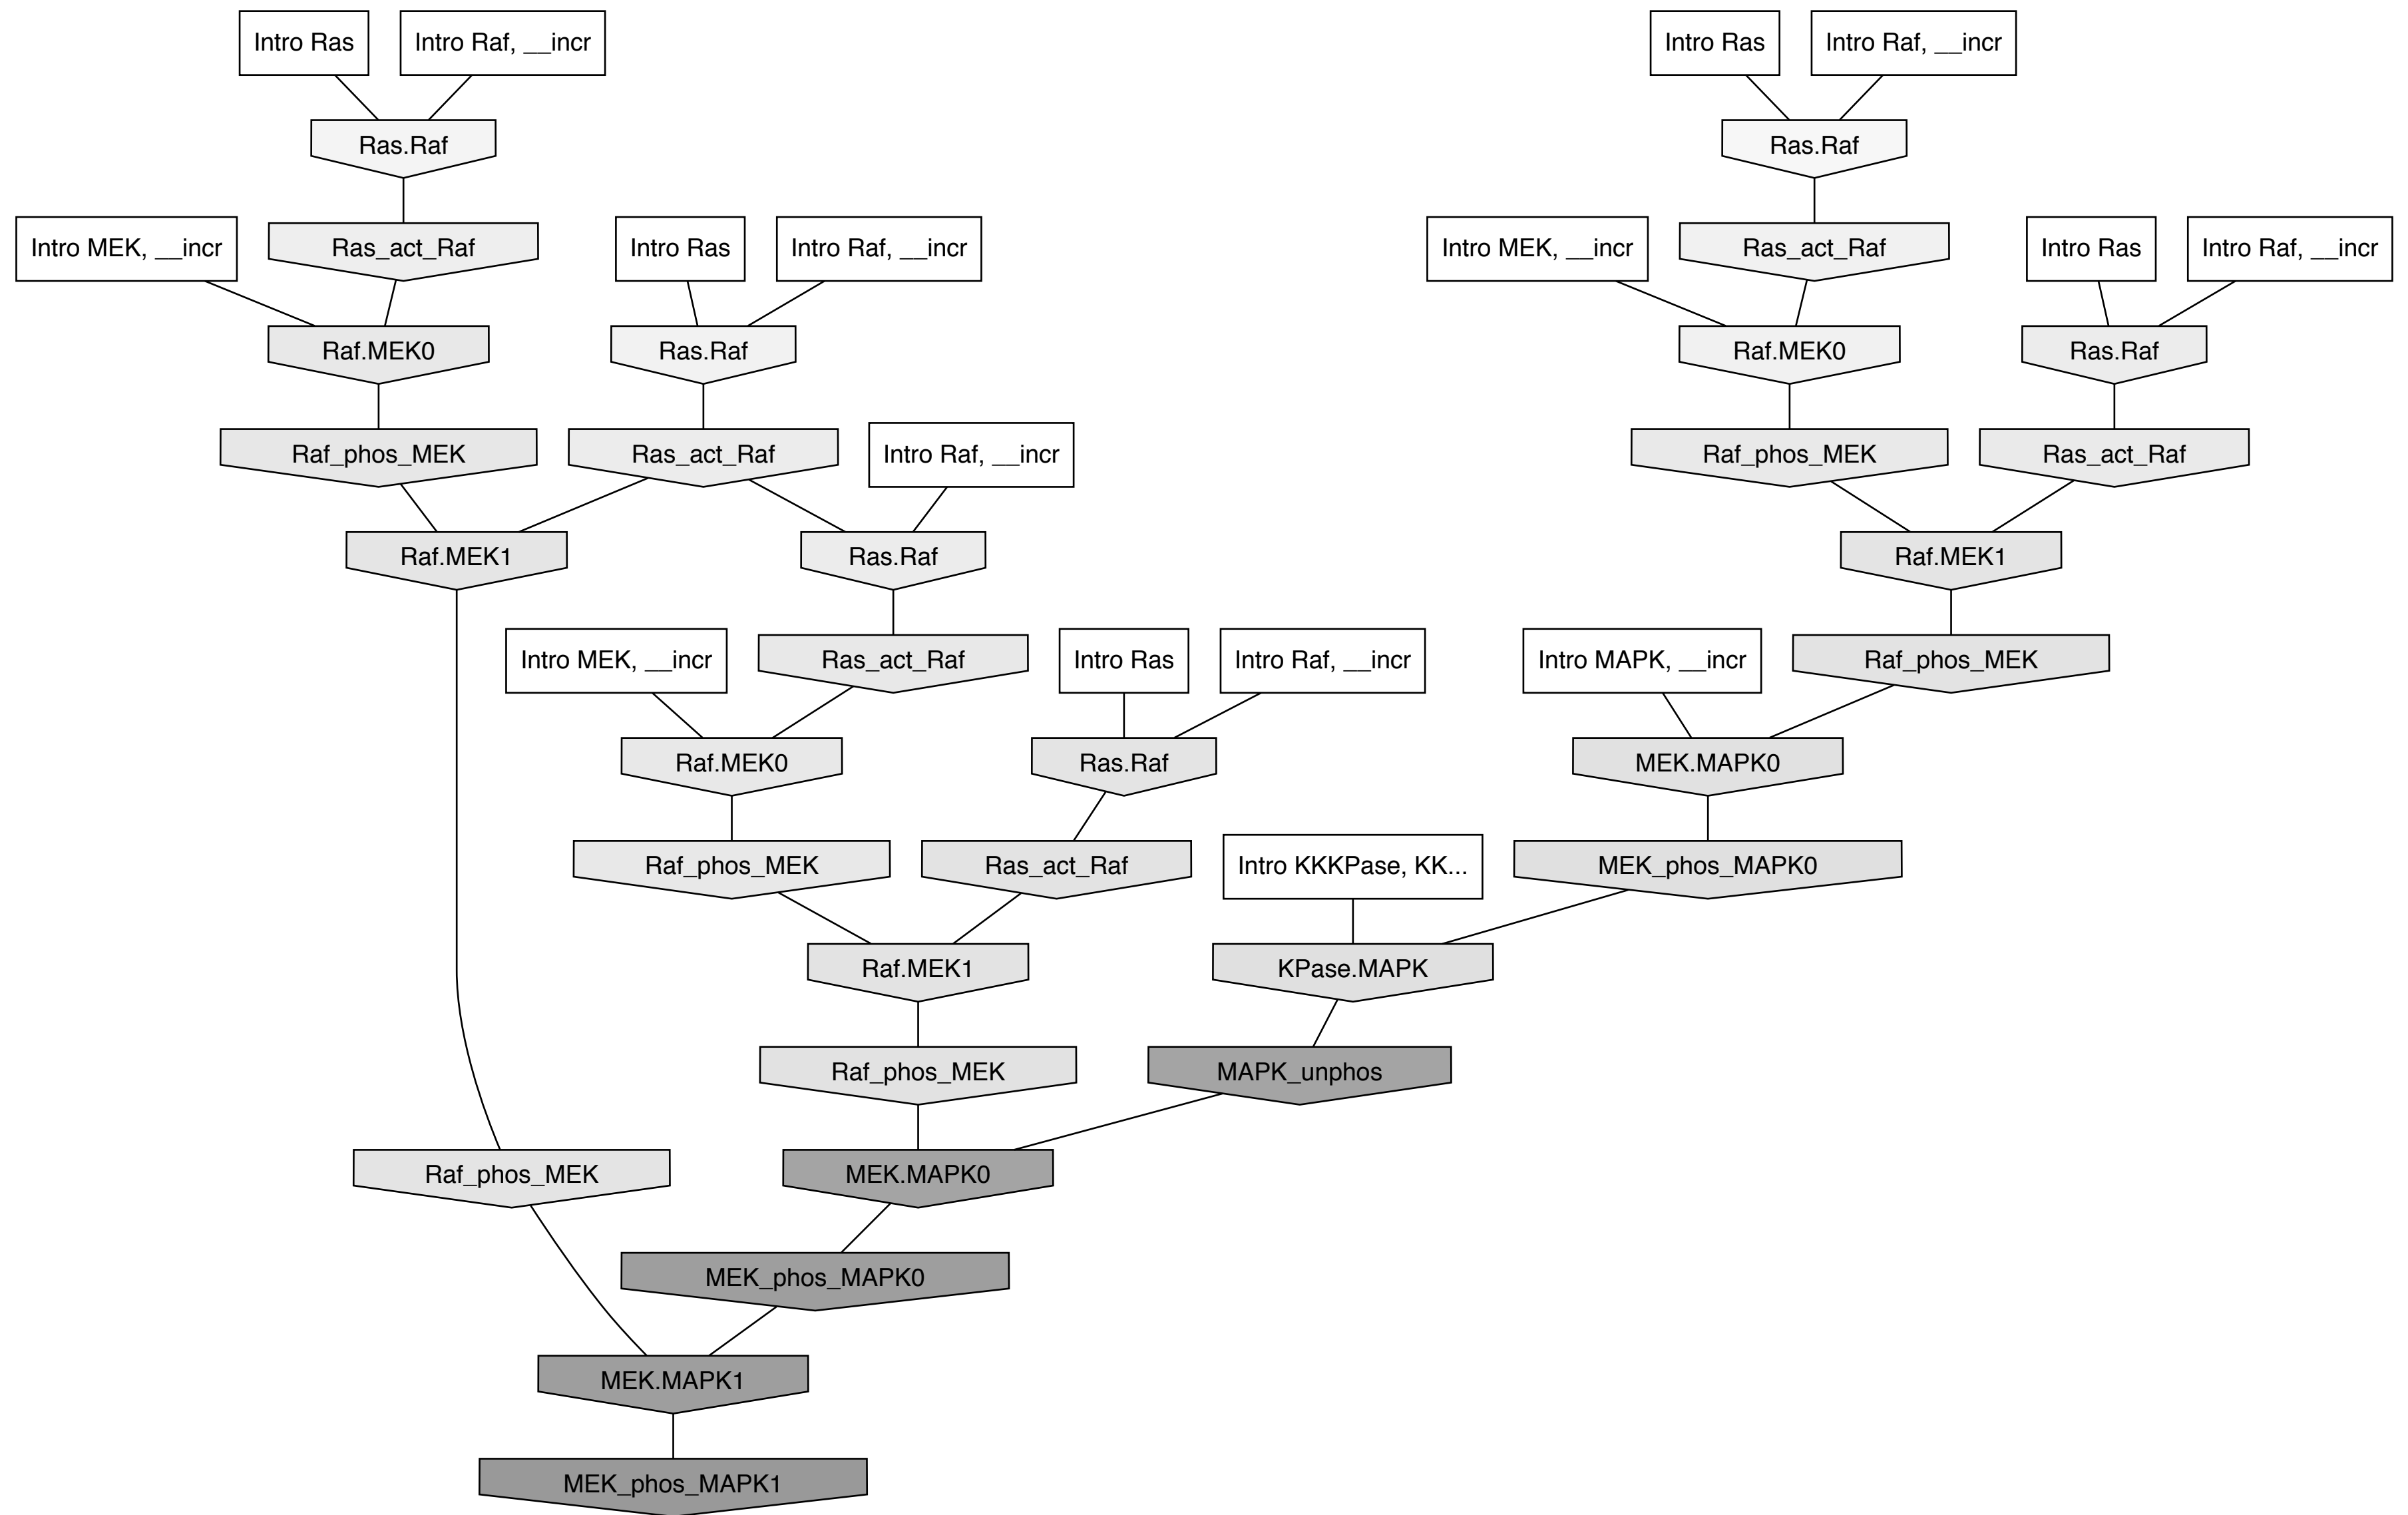 Intro Ras
Intro Raf, __incr
Intro Ras
Intro Raf, __incr
Ras.Raf
Ras.Raf
Intro MEK, __incr
Ras_act_Raf
Intro Ras
Intro Raf, __incr
Intro MEK, __incr
Ras_act_Raf
Intro Ras
Intro Raf, __incr
Raf.MEK0
Ras.Raf
Raf.MEK0
Ras.Raf
Raf_phos_MEK
Ras_act_Raf
Intro Raf, __incr
Raf_phos_MEK
Ras_act_Raf
Raf.MEK1
Ras.Raf
Raf.MEK1
Intro MEK, __incr
Ras_act_Raf
Intro Ras
Intro Raf, __incr
Intro MAPK, __incr
Raf_phos_MEK
Raf.MEK0
Ras.Raf
MEK.MAPK0
Raf_phos_MEK
Ras_act_Raf
Intro KKKPase, KK...
MEK_phos_MAPK0
Raf.MEK1
KPase.MAPK
Raf_phos_MEK
MAPK_unphos
Raf_phos_MEK
MEK.MAPK0
MEK_phos_MAPK0
MEK.MAPK1
MEK_phos_MAPK1